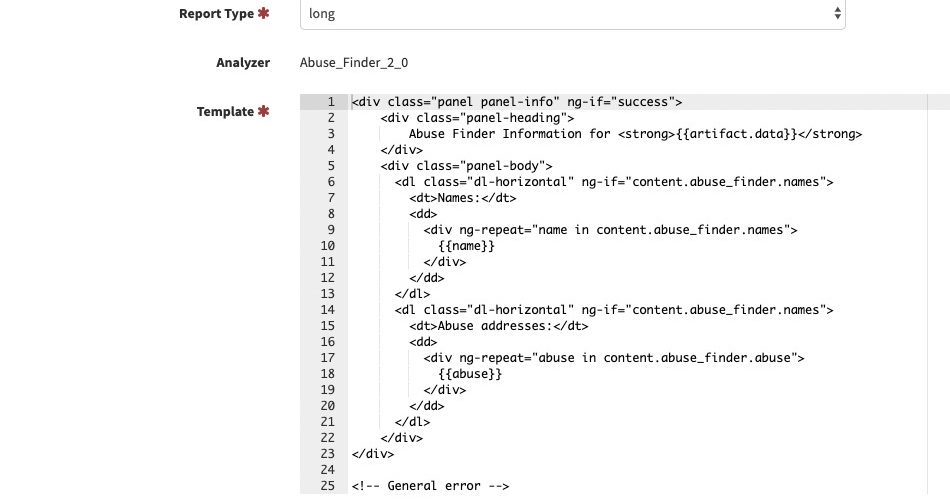 Report Type ✱ long
Analyzer Abuse_Finder_2_0
Template ✱
1 <div class="panel panel-info" ng-if="success">
2     <div class="panel-heading">
3         Abuse Finder Information for <strong>{{artifact.data}}</strong>
4     </div>
5     <div class="panel-body">
6       <dl class="dl-horizontal" ng-if="content.abuse_finder.names">
7         <dt>Names:</dt>
8         <dd>
9           <div ng-repeat="name in content.abuse_finder.names">
10             {{name}}
11           </div>
12         </dd>
13       </dl>
14       <dl class="dl-horizontal" ng-if="content.abuse_finder.names">
15         <dt>Abuse addresses:</dt>
16         <dd>
17           <div ng-repeat="abuse in content.abuse_finder.abuse">
18             {{abuse}}
19           </div>
20         </dd>
21       </dl>
22     </div>
23 </div>
24
25 <!-- General error -->